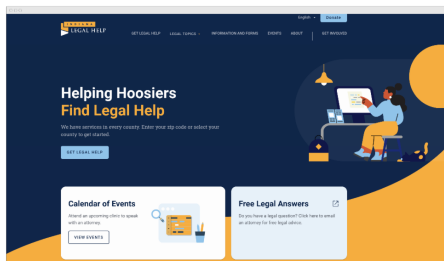 English
Donate
INDIANA
LEGAL HELP
GET LEGAL HELP
LEGAL TOPICS
INFORMATION AND FORMS
EVENTS
ABOUT
GET INVOLVED
Helping Hoosiers
Find Legal Help
We have services in every county. Enter your zip code or select your
county to get started.
GET LEGAL HELP
Calendar of Events
Attend an upcoming clinic to speak
with an attorney.
VIEW EVENTS
Free Legal Answers
Do you have a legal question? Click here to email
an attorney for free legal advice.